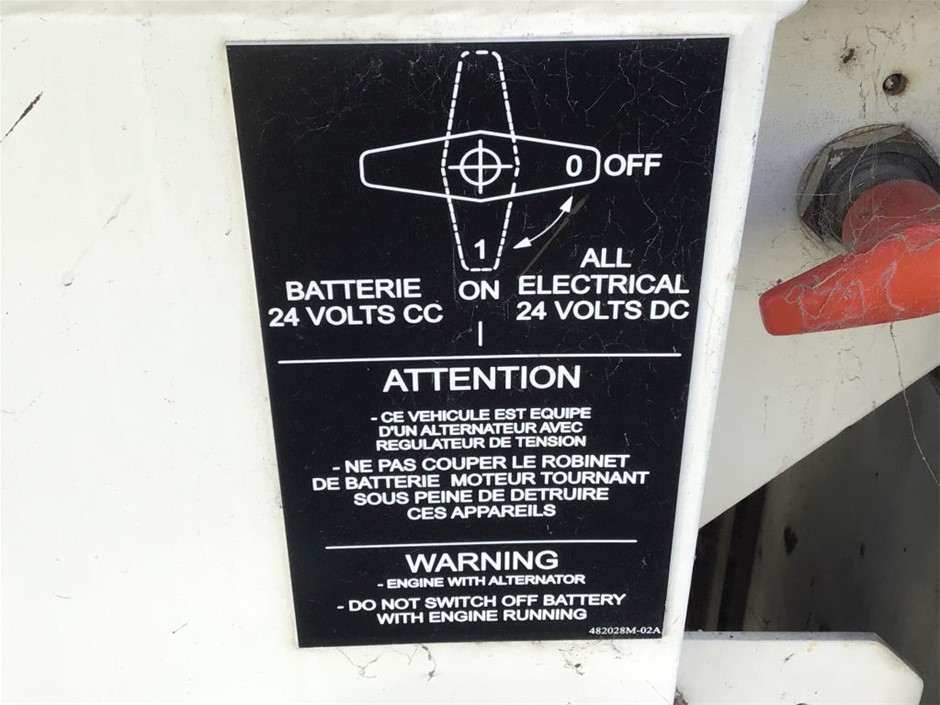 0 OFF
1
BATTERIE
24 VOLTS CC
ON
ALL
ELECTRICAL
24 VOLTS DC
ATTENTION
- CE VEHICULE EST EQUIPE
D'UN ALTERNATEUR AVEC
REGULATEUR DE TENSION
- NE PAS COUPER LE ROBINET
DE BATTERIE MOTEUR TOURNANT
SOUS PEINE DE DETRUIRE
CES APPAREILS
WARNING
- ENGINE WITH ALTERNATOR
- DO NOT SWITCH OFF BATTERY
WITH ENGINE RUNNING
482028M-02A